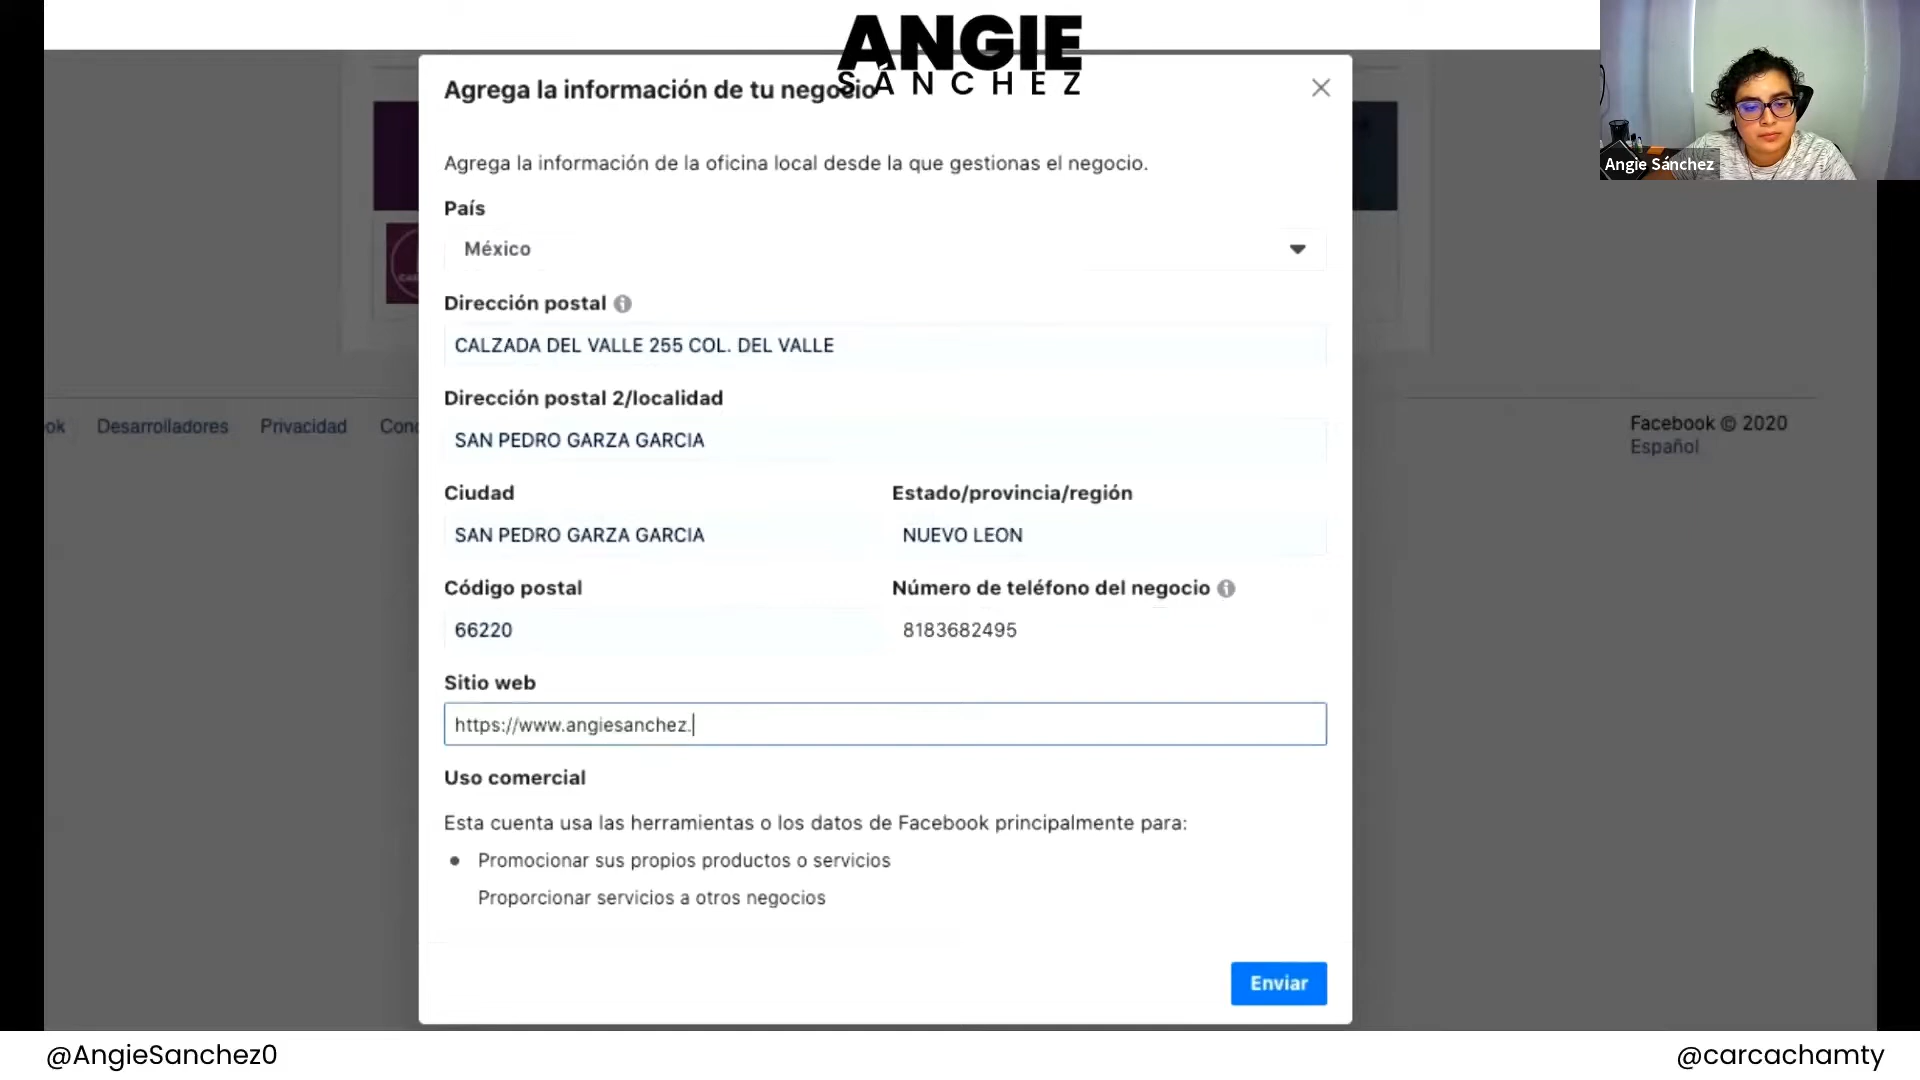 ANGIE
SÁNCHEZ
Agrega la información de tu negocio
Angie Sánchez
Agrega la información de la oficina local desde la que gestionas el negocio.
País
México
Dirección postal
CALZADA DEL VALLE 255 COL. DEL VALLE
Dirección postal 2/localidad
SAN PEDRO GARZA GARCIA
ok Desarrolladores Privacidad Con
Facebook © 2020
Español
Ciudad
SAN PEDRO GARZA GARCIA
Estado/provincia/región
NUEVO LEON
Código postal
66220
Número de teléfono del negocio
8183682495
Sitio web
https://www.angiesanchez.
Uso comercial
Esta cuenta usa las herramientas o los datos de Facebook principalmente para:
Promocionar sus propios productos o servicios
Proporcionar servicios a otros negocios
Enviar
@AngieSanchez0
@carcachamty